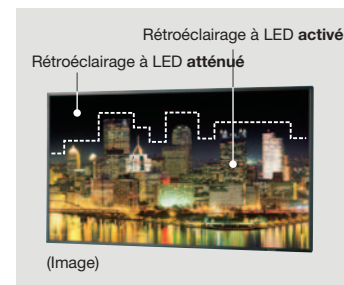 Rétroéclairage à LED activé
Rétroéclairage à LED atténué
(Image)